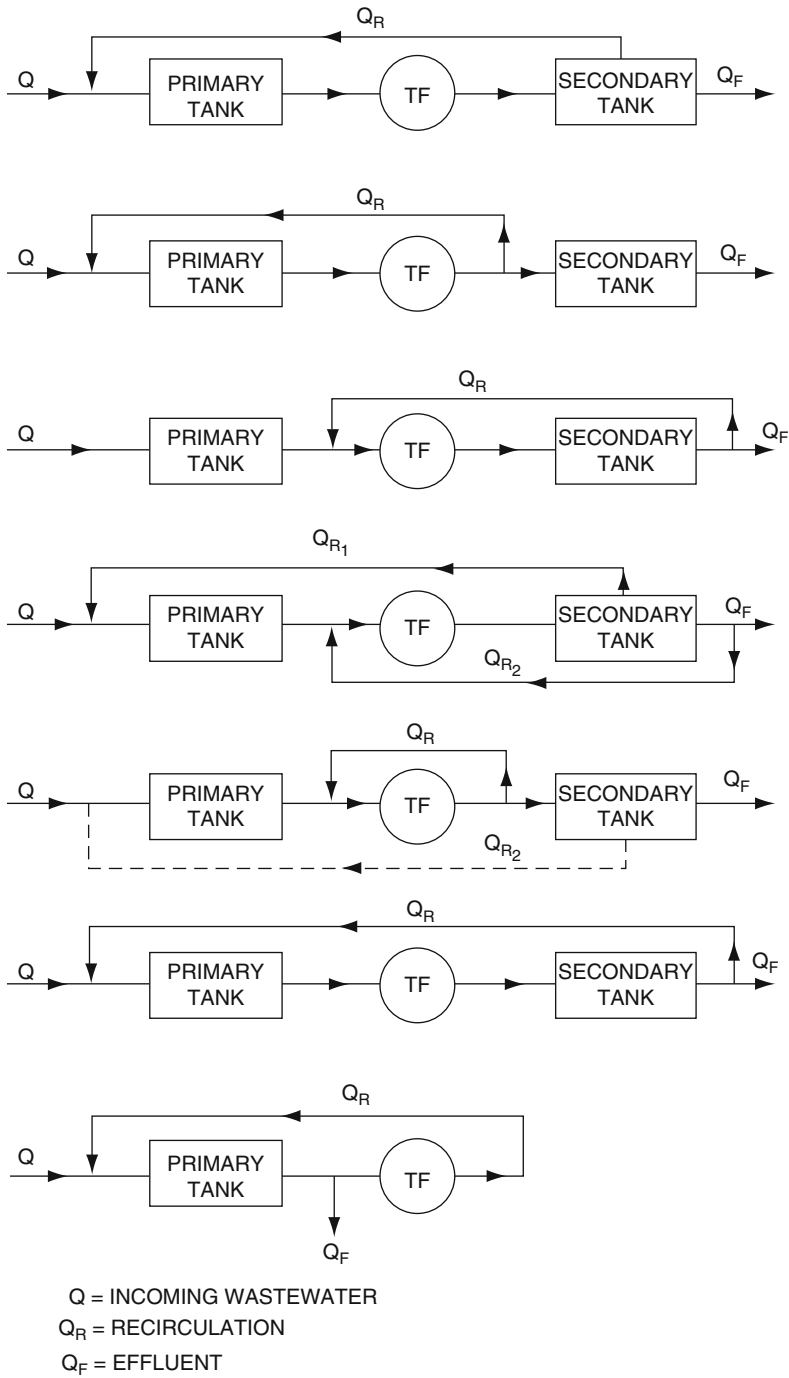 Q_R
Q
PRIMARY
TANK
TF
SECONDARY
TANK
Q_F
Q_R
Q
PRIMARY
TANK
TF
SECONDARY
TANK
Q_F
Q_R
Q
PRIMARY
TANK
TF
SECONDARY
TANK
Q_F
Q_R1
Q
PRIMARY
TANK
TF
SECONDARY
TANK
Q_F
Q_R2
Q_R
Q
PRIMARY
TANK
TF
SECONDARY
TANK
Q_F
Q_R2
Q_R
Q
PRIMARY
TANK
TF
SECONDARY
TANK
Q_F
Q_R
Q
PRIMARY
TANK
TF
Q_F
Q = INCOMING WASTEWATER
Q_R = RECIRCULATION
Q_F = EFFLUENT